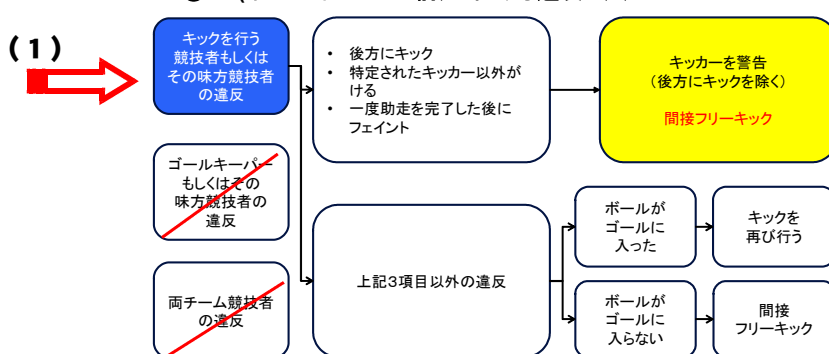 (1)
キックを行う
競技者もしくは
その味方競技者
の違反
• 後方にキック
• 特定されたキッカー以外が
ける
• 一度助走を完了した後に
フェイント
キッカーを警告
(後方にキックを除く)
間接フリーキック
ゴールキーパー
もしくはその
味方競技者の
違反
両チーム競技者
の違反
上記3項目以外の違反
ボールが
ゴールに
入った
キックを
再び行う
ボールが
ゴールに
入らない
間接
フリーキック